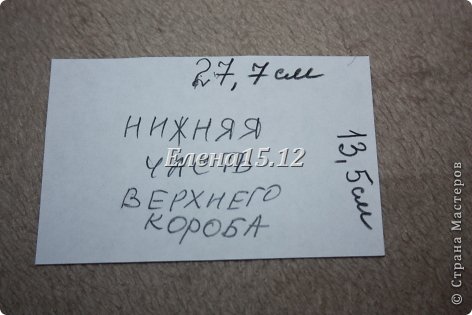 27,7см
НИЖНЯЯ
ЧАСТЬ
ВЕРХНЕГО
КОРОБА
13,5см
Елена15.12
© Страна Мастеров